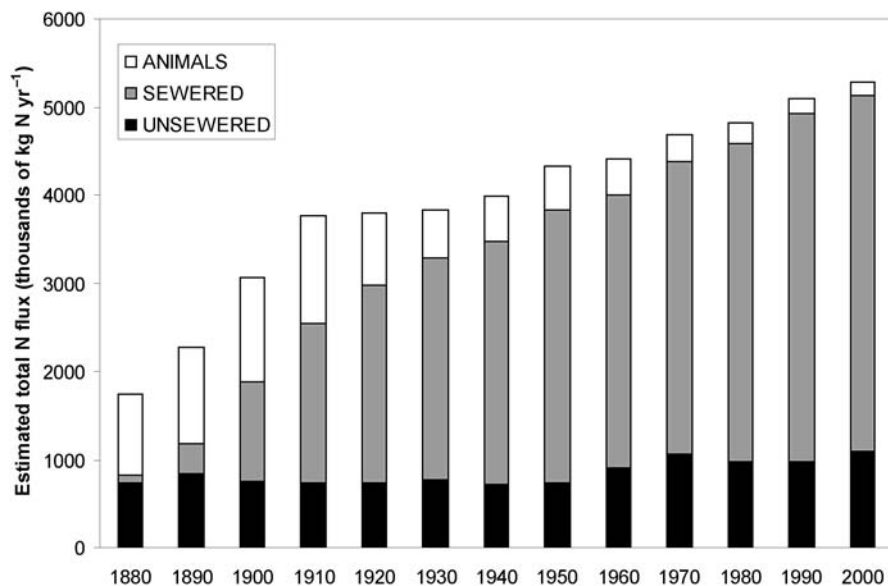 6000
5000
4000
3000
2000
1000
0
Estimated total N flux (thousands of kg N yr⁻¹)
ANIMALS
SEWERED
UNSEWERED
1880 1890 1900 1910 1920 1930 1940 1950 1960 1970 1980 1990 2000